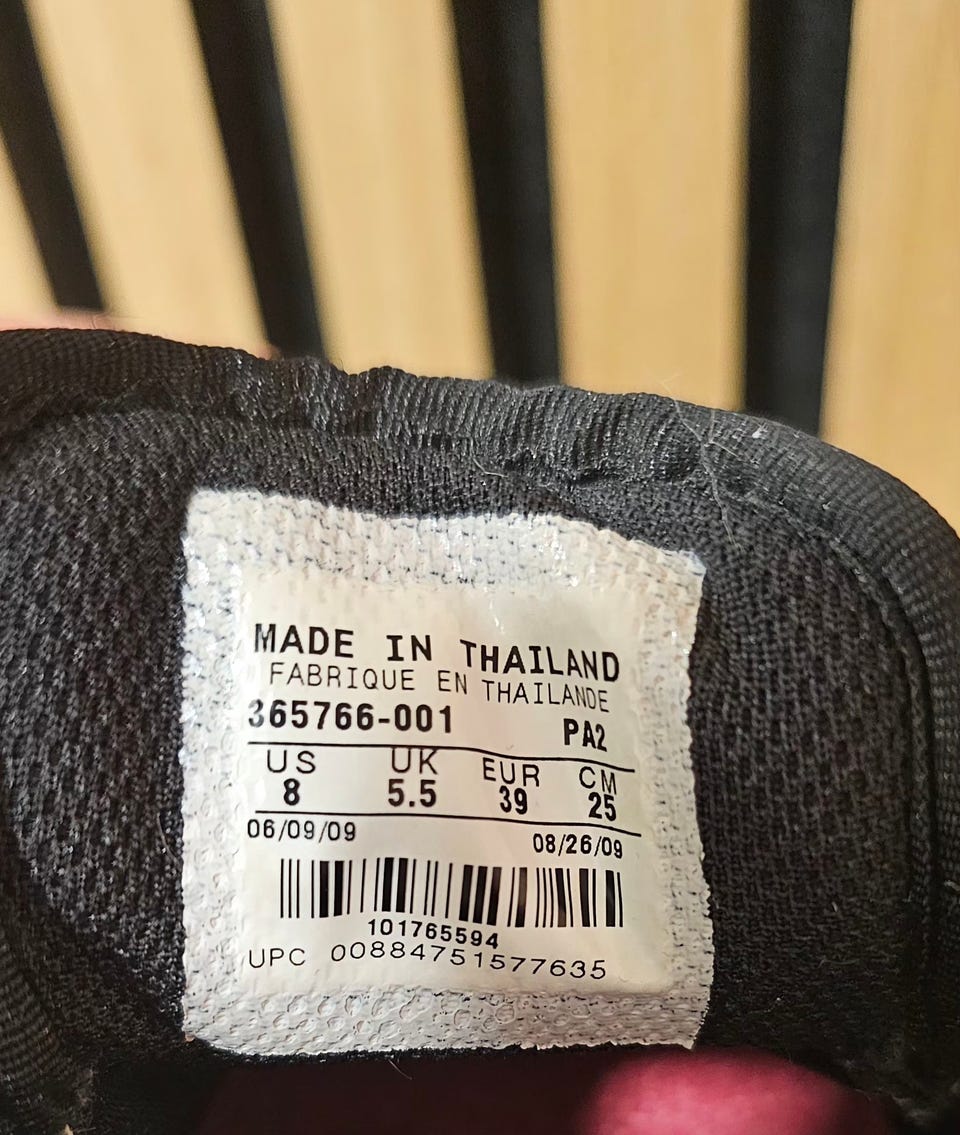 MADE IN THAILAND
FABRIQUE EN THAILANDE
365766-001 PA2
US UK EUR CM
8 5.5 39 25
06/09/09 08/26/09
101765594
UPC 00884751577635